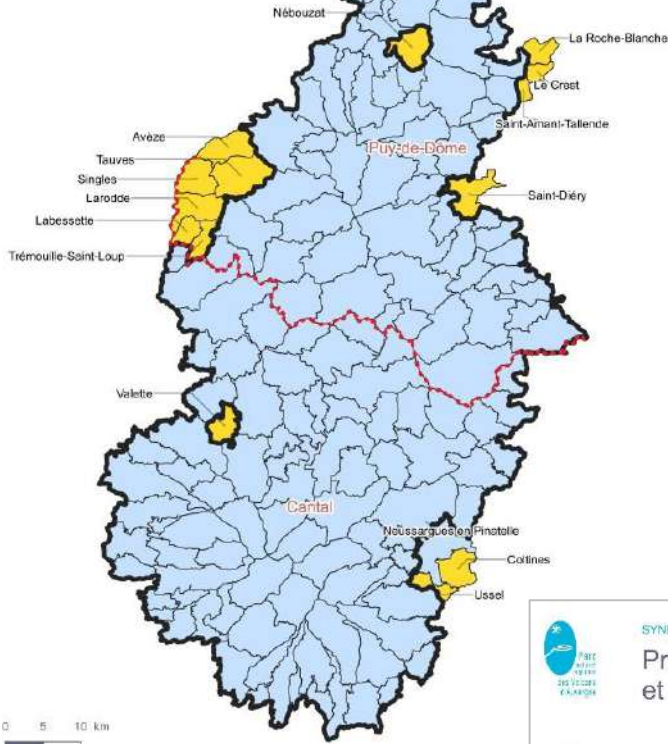 Nébouzat
La Roche-Blanche
Le Crest
Saint-Amant-Tallende
Avèze
Puy-de-Dôme
Tauves
Singles
Saint-Diéry
Larodde
Labessette
Trémouille-Saint-Loup
Valette
Cantal
Neussargues en Pinatelle
Coltines
Ussel
Parc
des Volcans
d'Auvergne
Pr
et
0 5 10 km